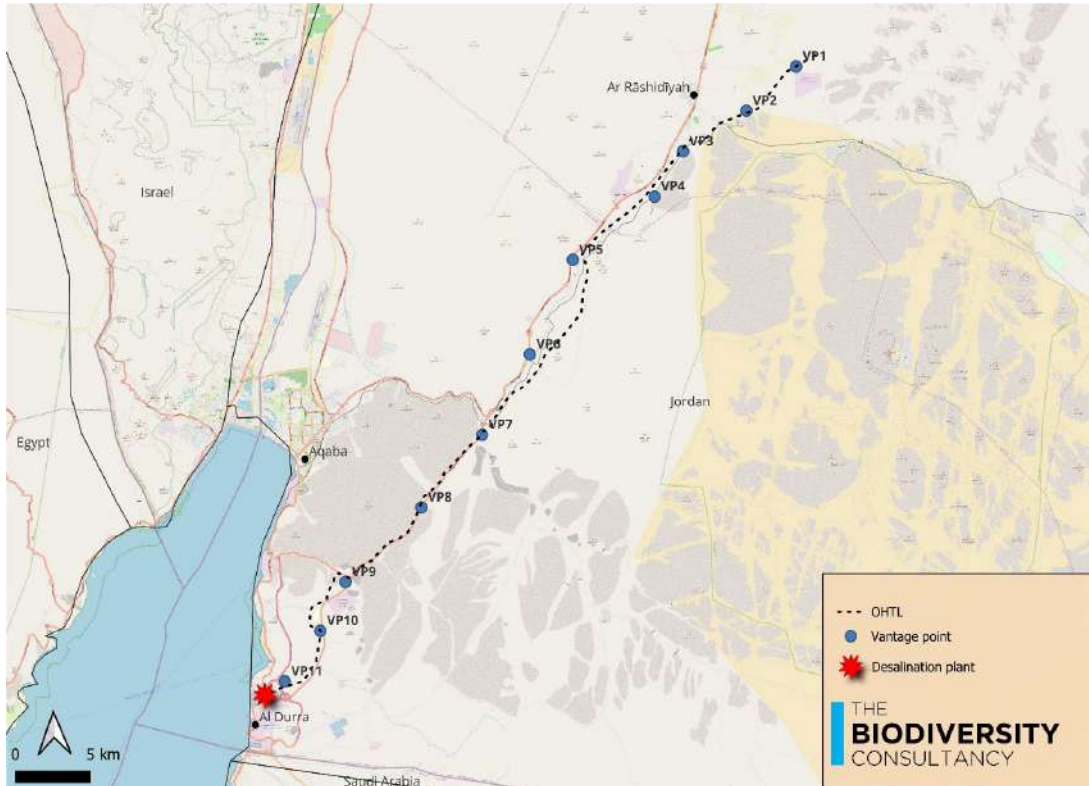 VP1
Ar Rāshidīyah
VP2
VP3
VP4
Israel
VP5
VP6
Jordan
VP7
Egypt
Aqaba
VP8
VP9
VP10
VP11
Al Durra
0 5 km
Saudi Arabia
OHTL
Vantage point
Desalination plant
THE
BIODIVERSITY
CONSULTANCY